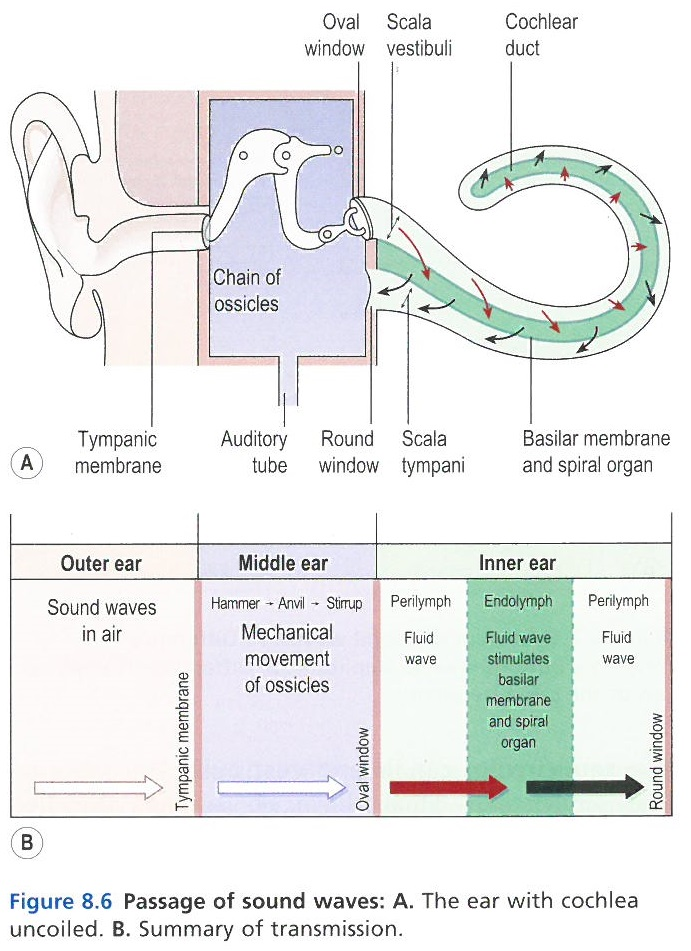 Oval
window
Scala
vestibuli
Cochlear
duct
Chain of
ossicles
Tympanic
membrane
Auditory
tube
Round
window
Scala
tympani
Basilar membrane
and spiral organ
A
Outer ear
Middle ear
Inner ear
Sound waves
in air
Tympanic membrane
Hammer → Anvil → Stirrup
Mechanical
movement
of ossicles
Oval window
Perilymph
Fluid
wave
Endolymph
Fluid wave
stimulates
basilar
membrane
and spiral
organ
Perilymph
Fluid
wave
Round window
B
Figure 8.6 Passage of sound waves: A. The ear with cochlea
uncoiled. B. Summary of transmission.